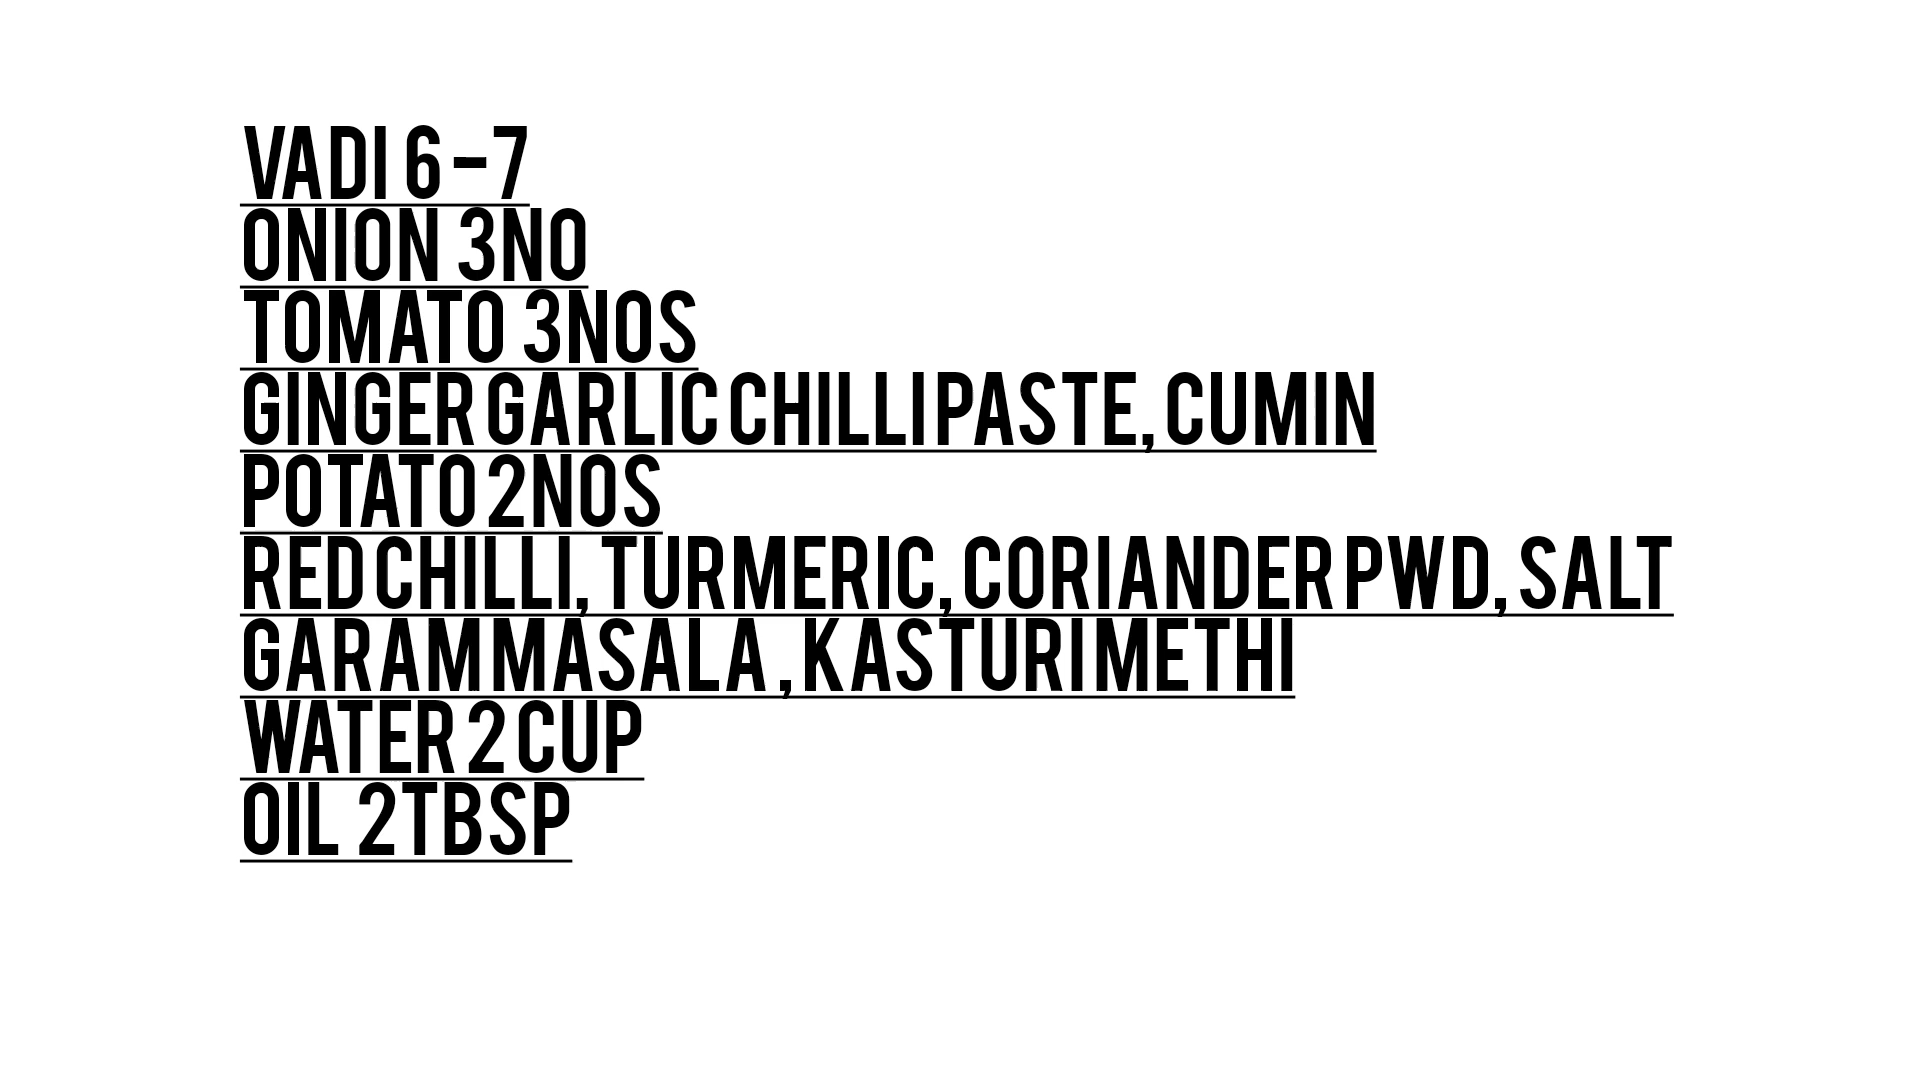 VADI 6 – 7
ONION 3NO
TOMATO 3NOS
GINGER GARLIC CHILLI PASTE, CUMIN
POTATO 2NOS
RED CHILLI, TURMERIC, CORIANDER PWD, SALT
GARAM MASALA , KASTURI METHI
WATER 2 CUP
OIL 2TBSP